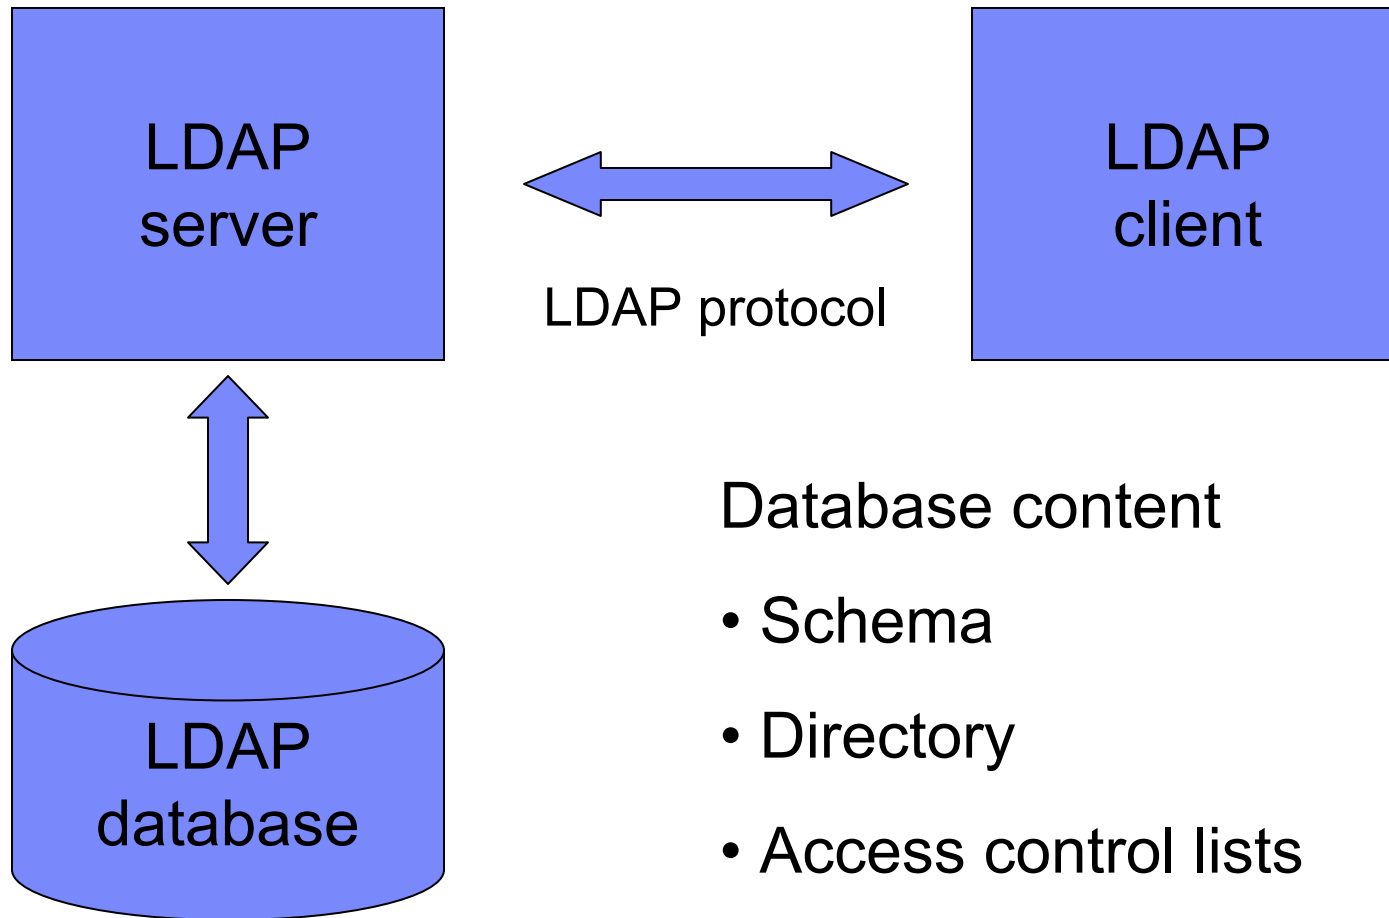 LDAP
server
LDAP
client
LDAP protocol
LDAP
database
Database content
• Schema
• Directory
• Access control lists